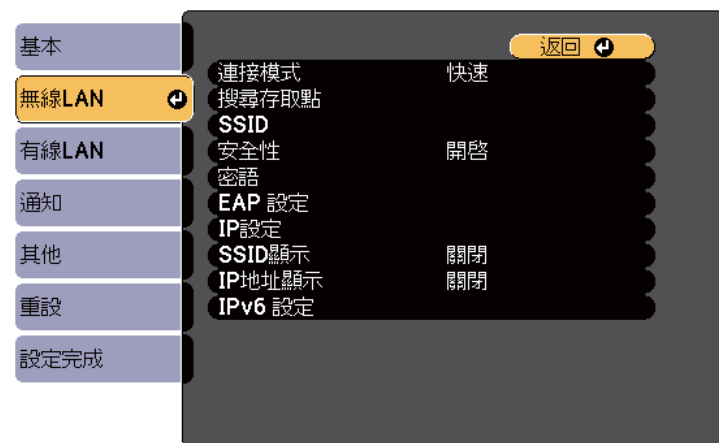 基本
無線LAN
有線LAN
通知
其他
重設
設定完成
返回
連接模式 快速
搜尋存取點
SSID
安全性 開啓
密語
EAP 設定
IP設定
SSID顯示 關閉
IP地址顯示 關閉
IPv6 設定